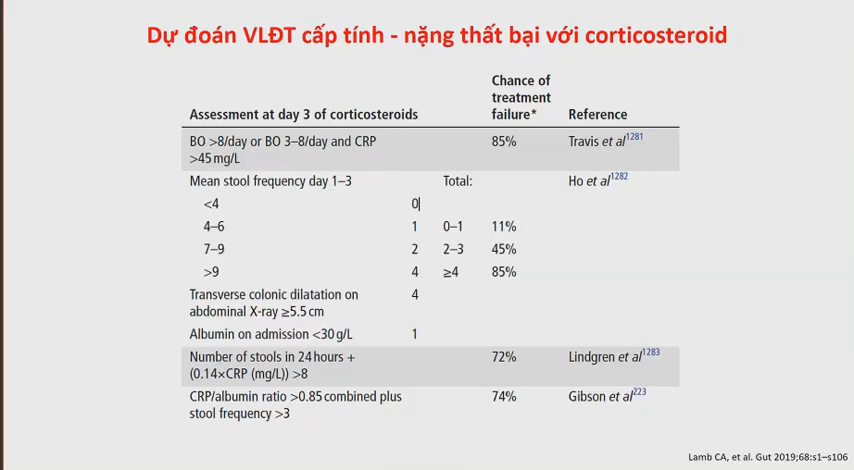 Dự đoán VLĐT cấp tính - nặng thất bại với corticosteroid
Chance of
treatment
Assessment at day 3 of corticosteroids failure* Reference
BO >8/day or BO 3–8/day and CRP 85% Travis et al1281
>45 mg/L
Mean stool frequency day 1–3 Total: Ho et al1282
<4 0
4–6 1 0–1 11%
7–9 2 2–3 45%
>9 4 ≥4 85%
Transverse colonic dilatation on 4
abdominal X-ray ≥5.5 cm
Albumin on admission <30 g/L 1
Number of stools in 24 hours + 72% Lindgren et al1283
(0.14×CRP (mg/L)) >8
CRP/albumin ratio >0.85 combined plus 74% Gibson et al223
stool frequency >3
Lamb CA, et al. Gut 2019;68:s1–s106